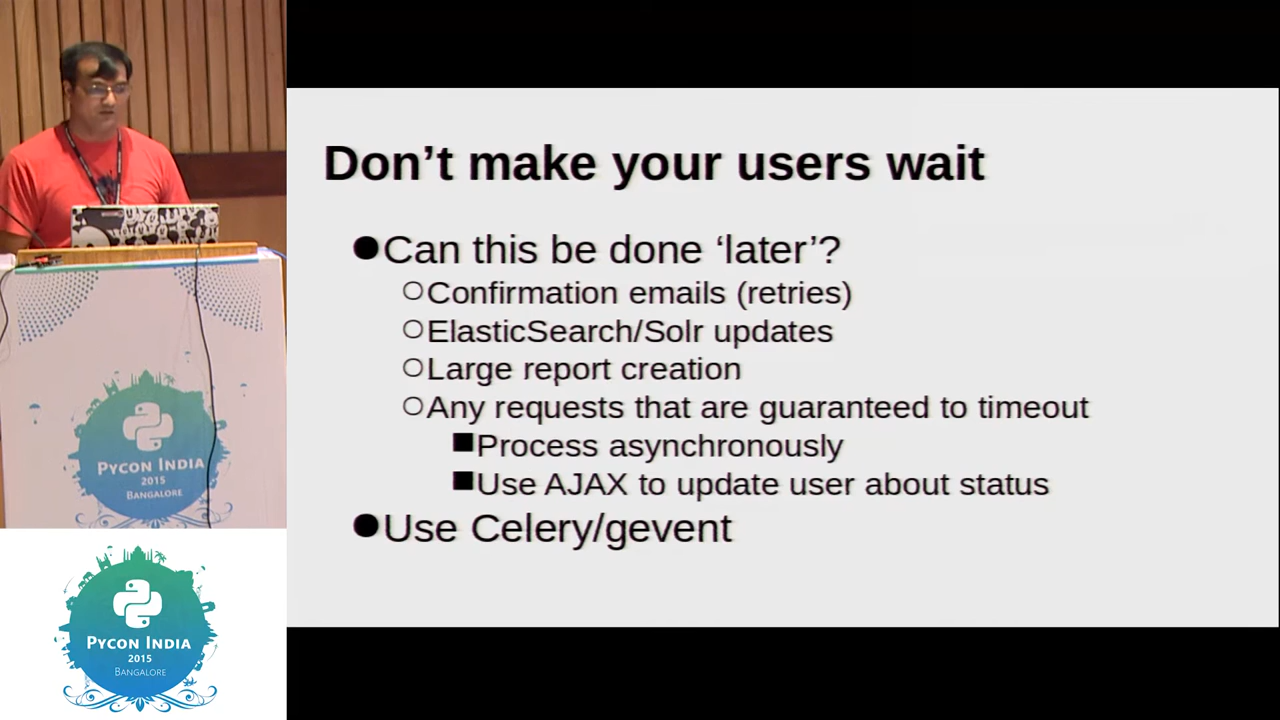 Don't make your users wait
●Can this be done ‘later’?
○Confirmation emails (retries)
○ElasticSearch/Solr updates
○Large report creation
○Any requests that are guaranteed to timeout
■Process asynchronously
■Use AJAX to update user about status
●Use Celery/gevent
PYCON INDIA
2015
BANGALORE
PYCON INDIA
2015
BANGALORE